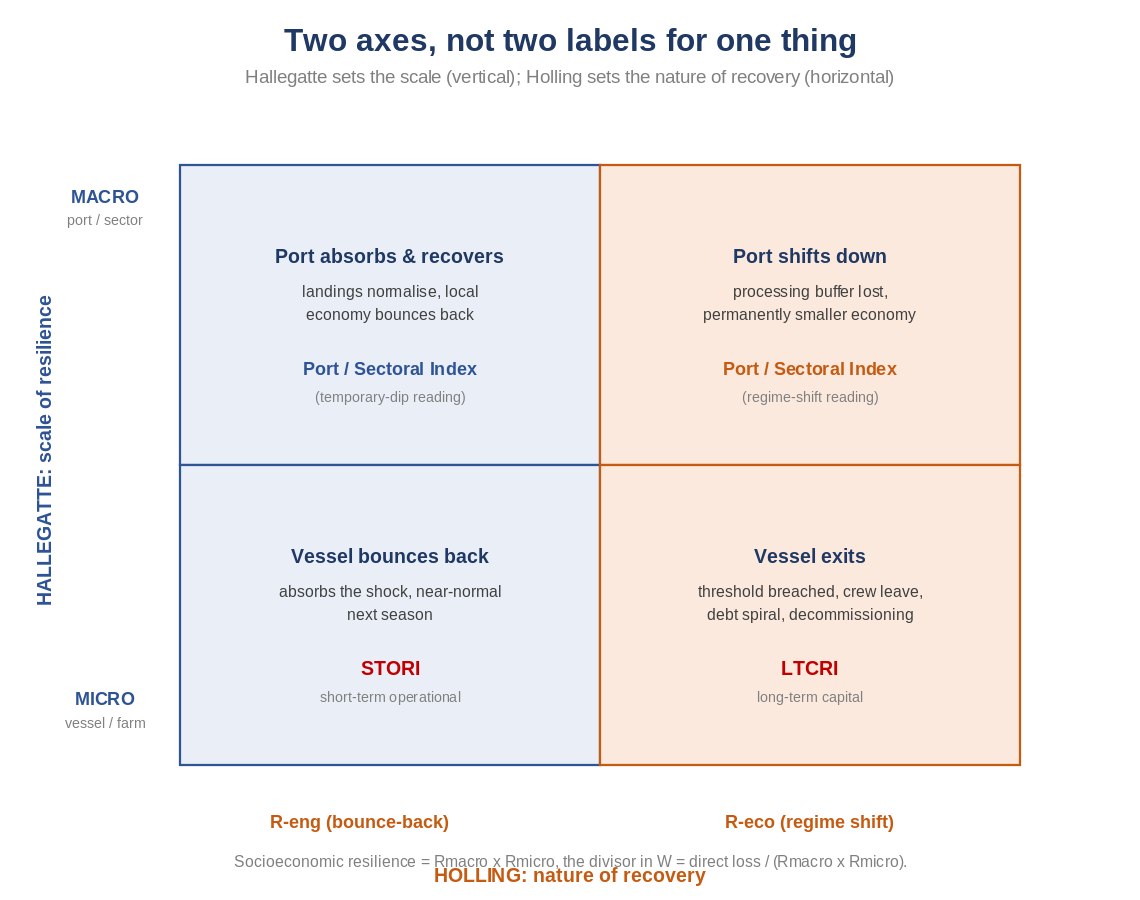 Two axes, not two labels for one thing
Hallegatte sets the scale (vertical); Holling sets the nature of recovery (horizontal)
MACRO
port / sector
HALLEGATTE: scale of resilience
MICRO
vessel / farm
Port absorbs & recovers
landings normalise, local
economy bounces back
Port / Sectoral Index
(temporary-dip reading)
Port shifts down
processing buffer lost,
permanently smaller economy
Port / Sectoral Index
(regime-shift reading)
Vessel bounces back
absorbs the shock, near-normal
next season
STORI
short-term operational
Vessel exits
threshold breached, crew leave,
debt spiral, decommissioning
LTCRI
long-term capital
R-eng (bounce-back)
R-eco (regime shift)
Socioeconomic resilience = Rmacro x Rmicro, the divisor in W = direct loss / (Rmacro x Rmicro).
HOLLING: nature of recovery